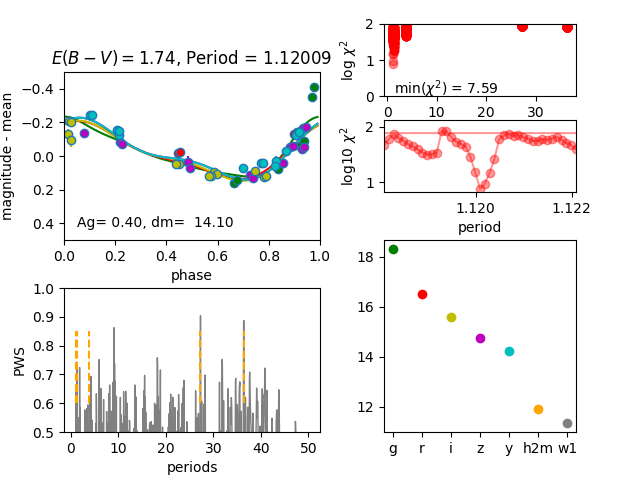 E(B − V) = 1.74, Period = 1.12009
−0.4
−0.2
0.0
0.2
0.4
magnitude - mean
Ag= 0.40, dm=  14.10
0.0 0.2 0.4 0.6 0.8 1.0
phase
2
1
0
log χ²
min(χ²) = 7.59
0 10 20 30
2
1
log10 χ²
1.120 1.122
period
1.0
0.9
0.8
0.7
0.6
0.5
PWS
0 10 20 30 40 50
periods
18
16
14
12
g r i z y h2m w1